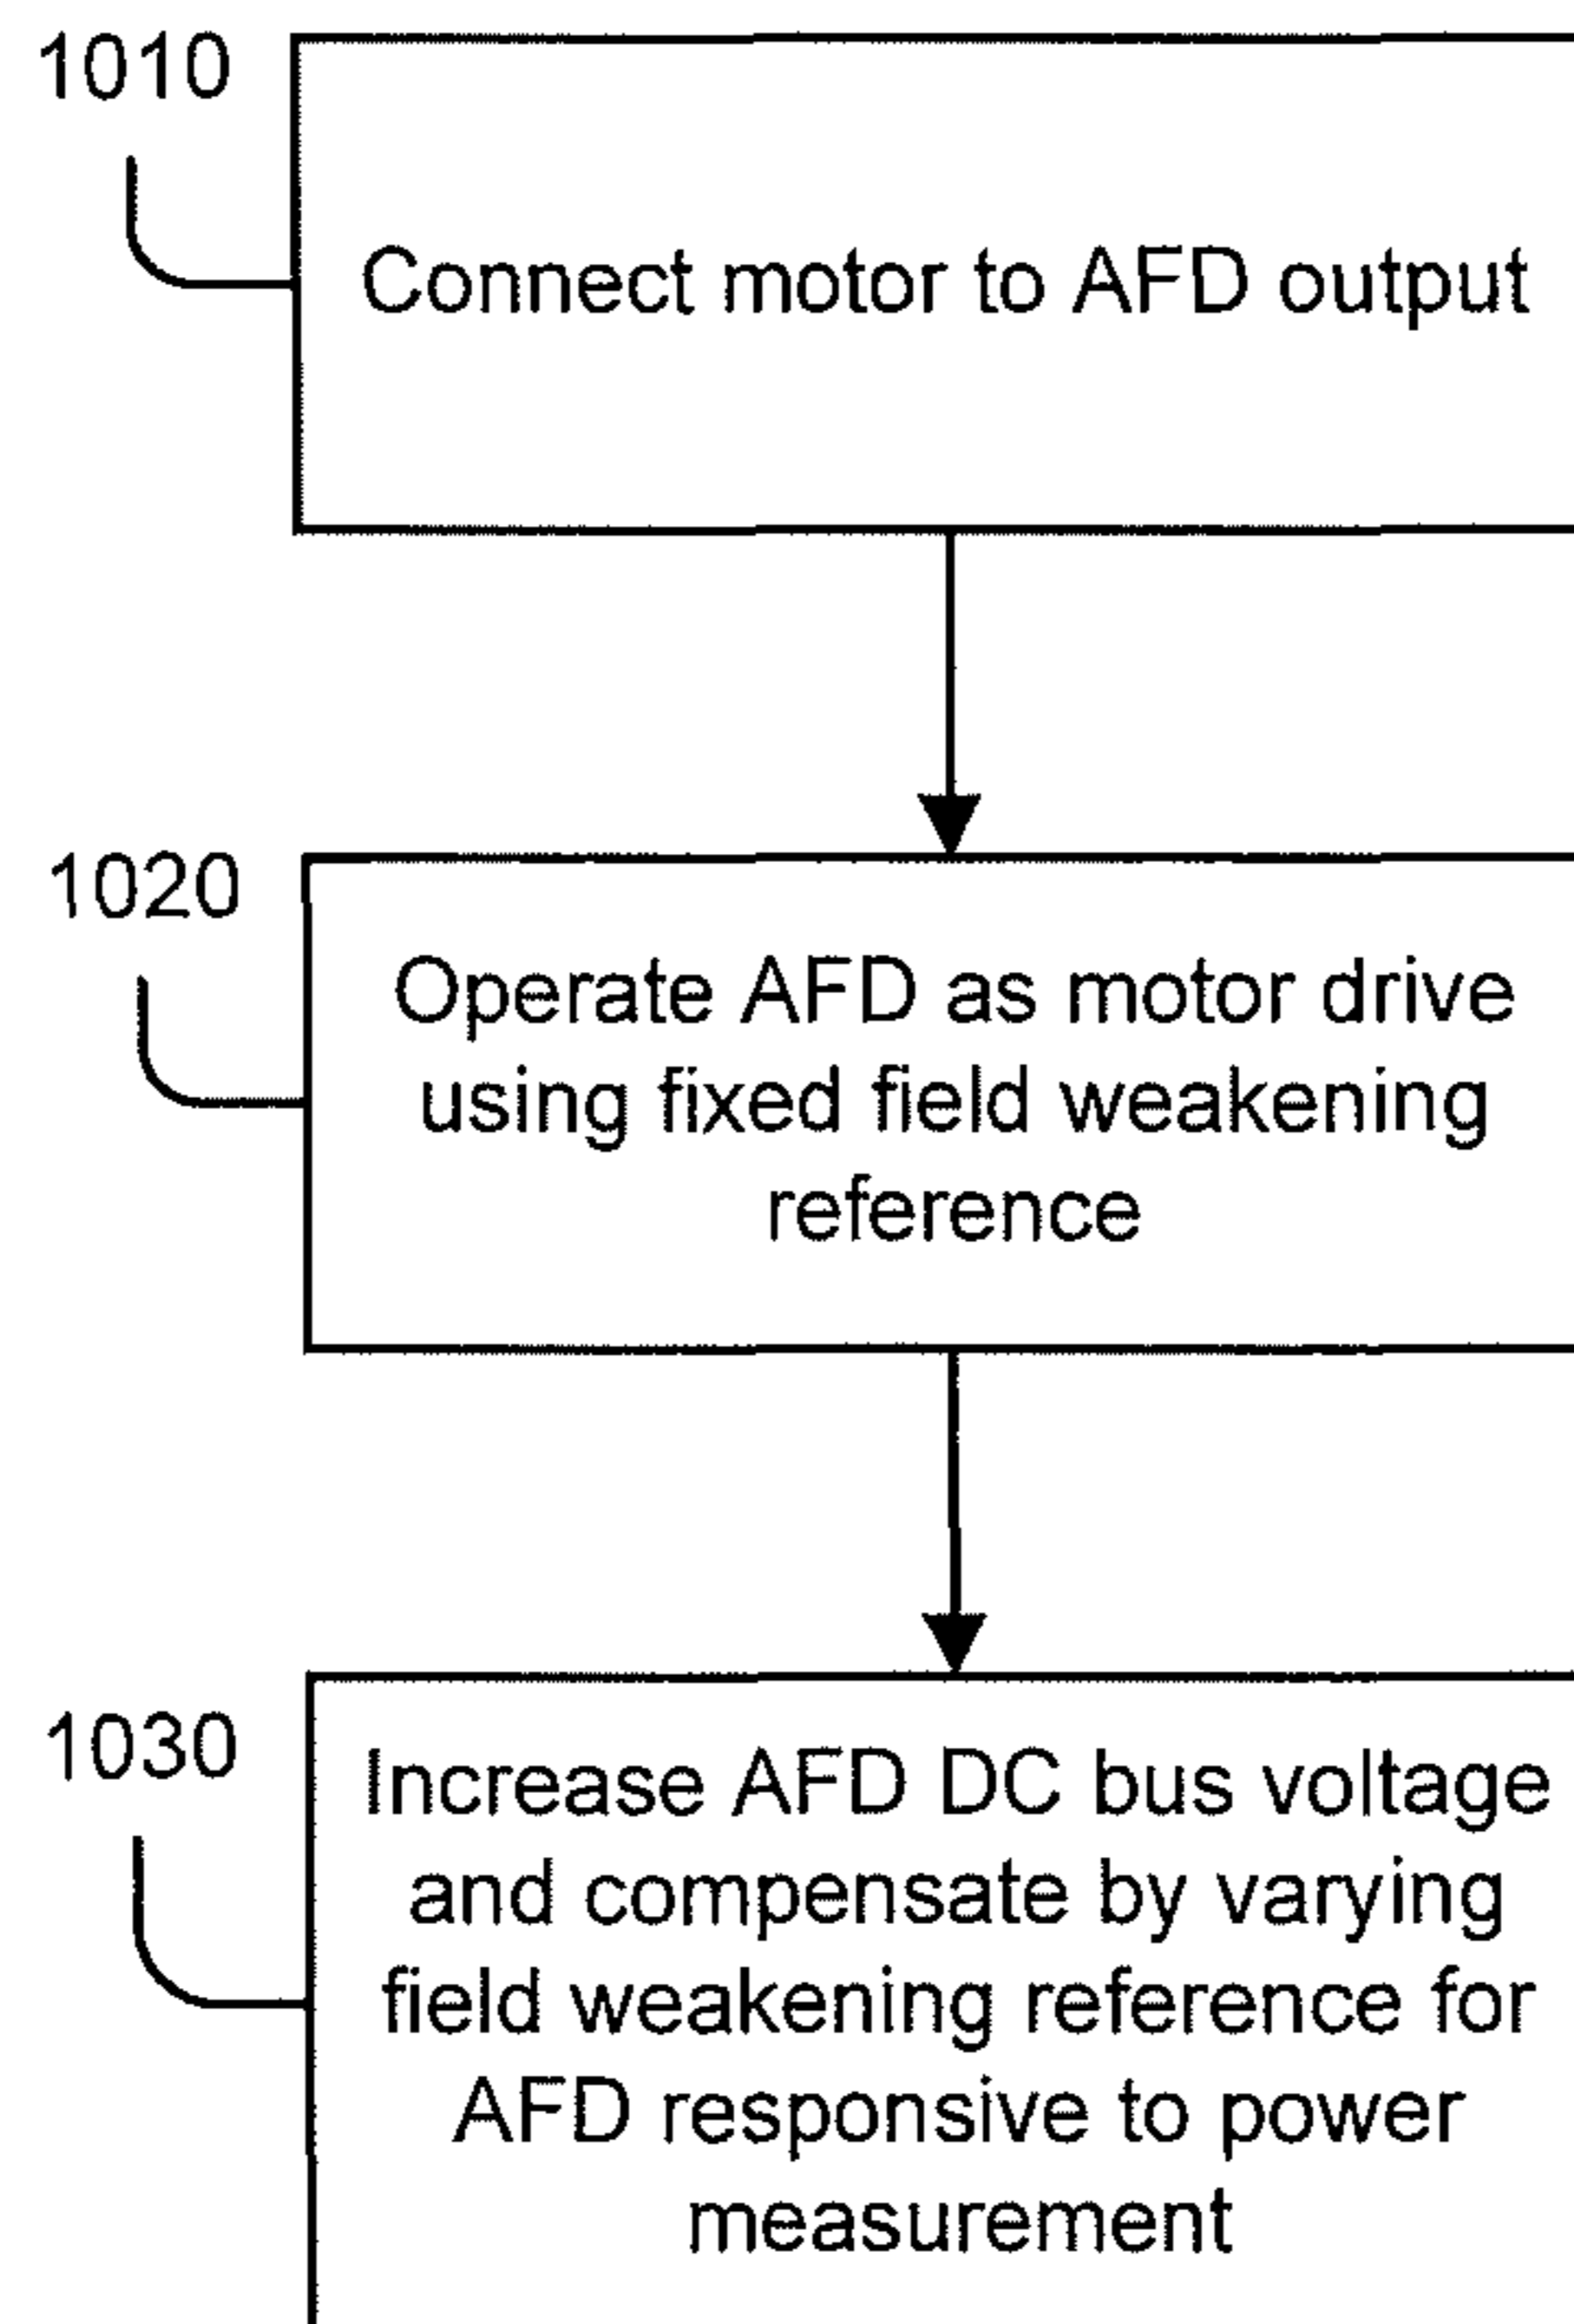 1010
Connect motor to AFD output
1020
Operate AFD as motor drive
using fixed field weakening
reference
1030
Increase AFD DC bus voltage
and compensate by varying
field weakening reference for
AFD responsive to power
measurement